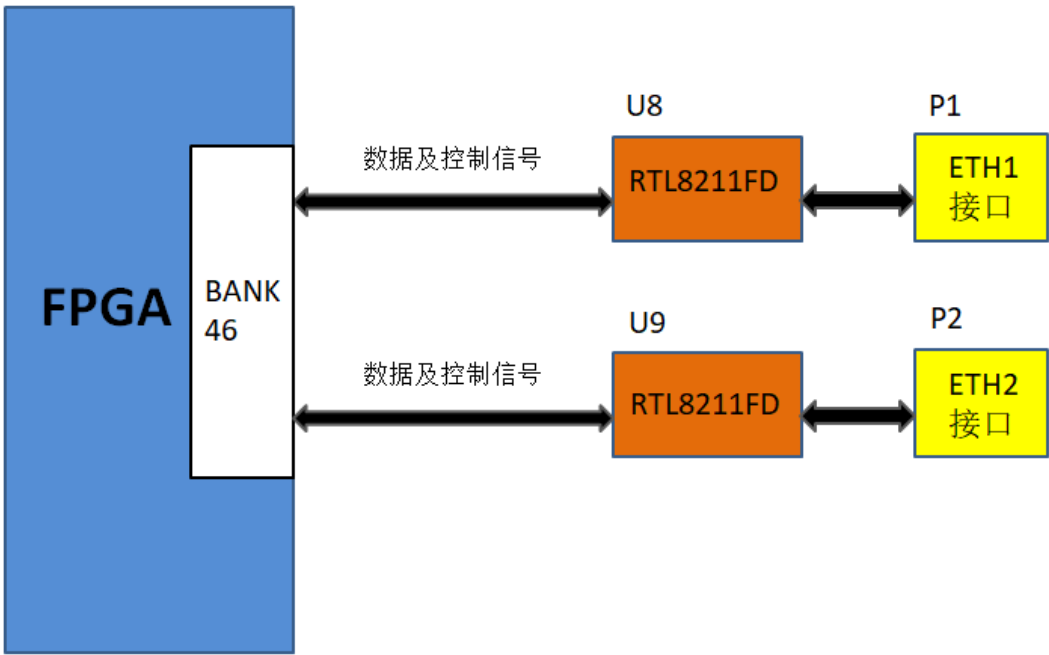 U8
P1
数据及控制信号
RTL8211FD
ETH1
接口
FPGA
BANK
46
U9
P2
数据及控制信号
RTL8211FD
ETH2
接口